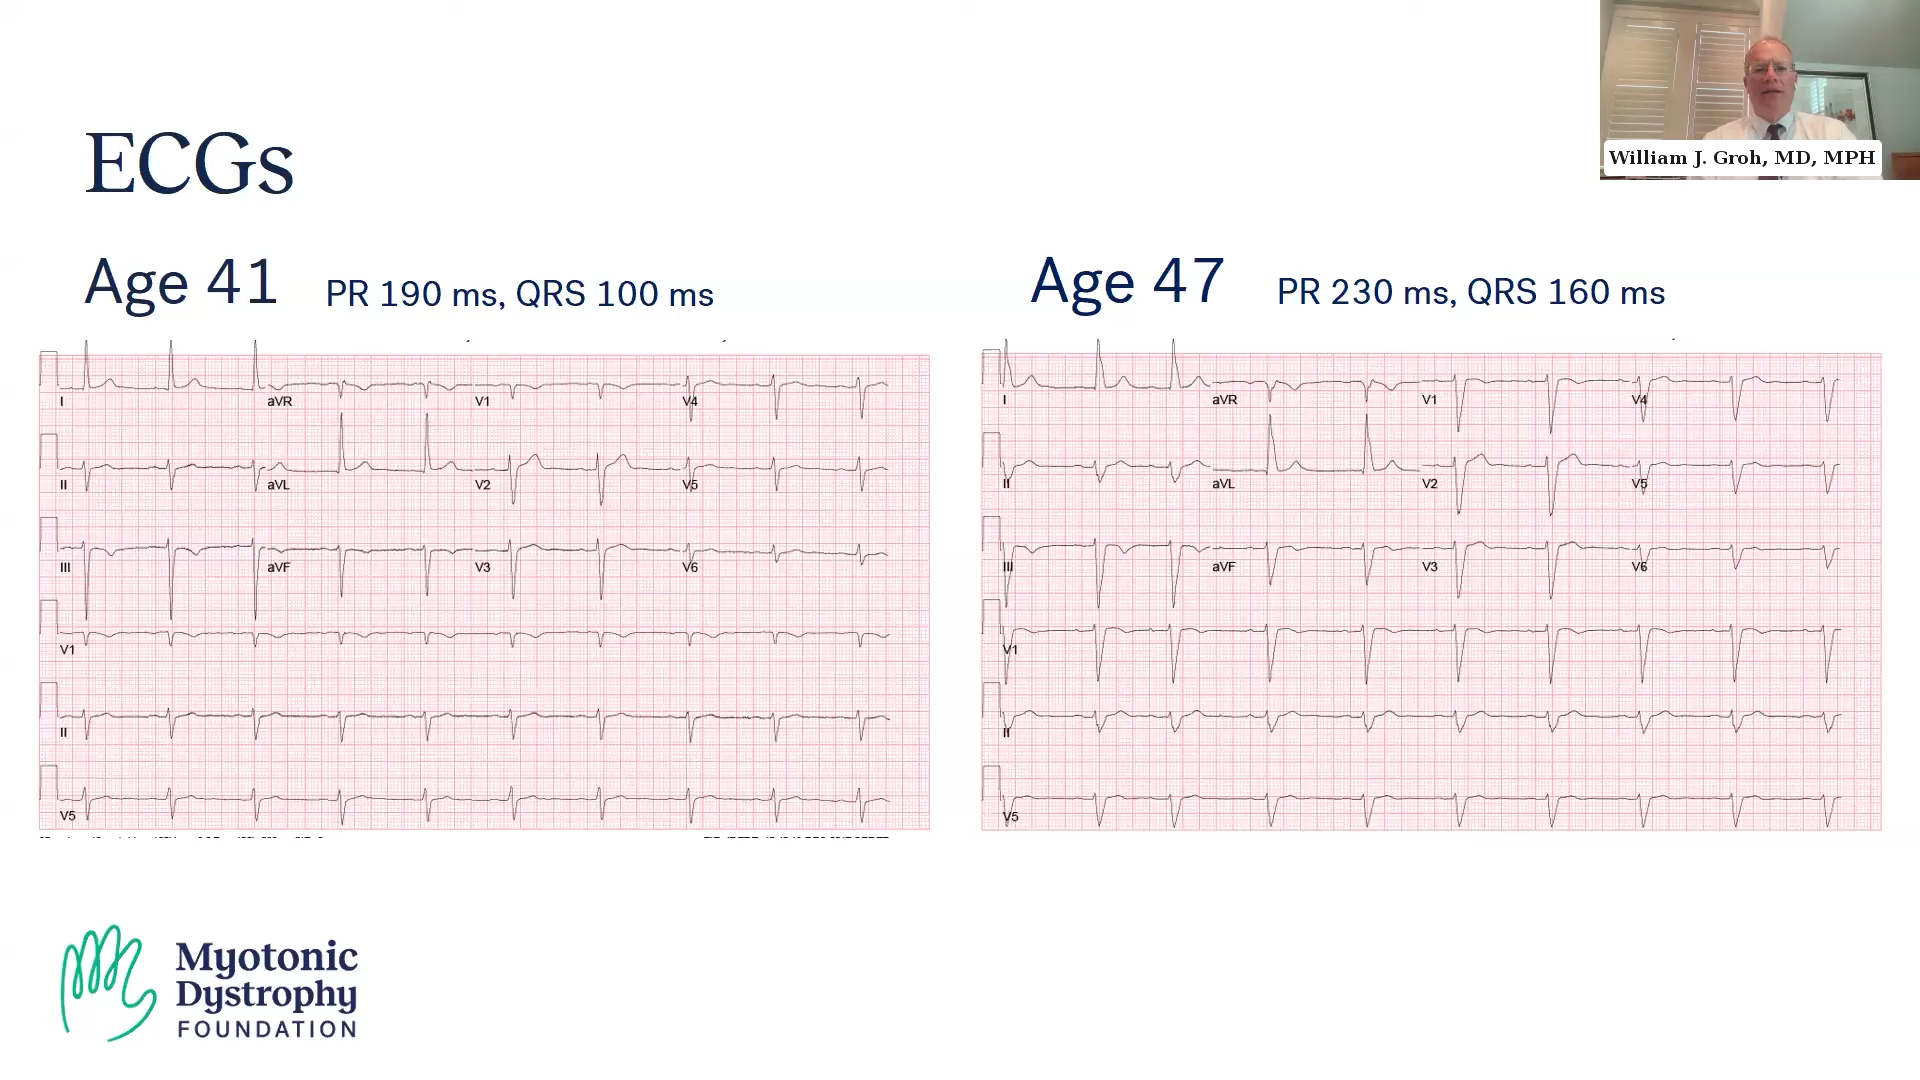 William J. Groh, MD, MPH
ECGs
Age 41 PR 190 ms, QRS 100 ms
I aVR V1 V4
II aVL V2 V5
III aVF V3 V6
V1
II
V5
Age 47 PR 230 ms, QRS 160 ms
I aVR V1 V4
II aVL V2 V5
III aVF V3 V6
V1
II
V5
Myotonic
Dystrophy
FOUNDATION